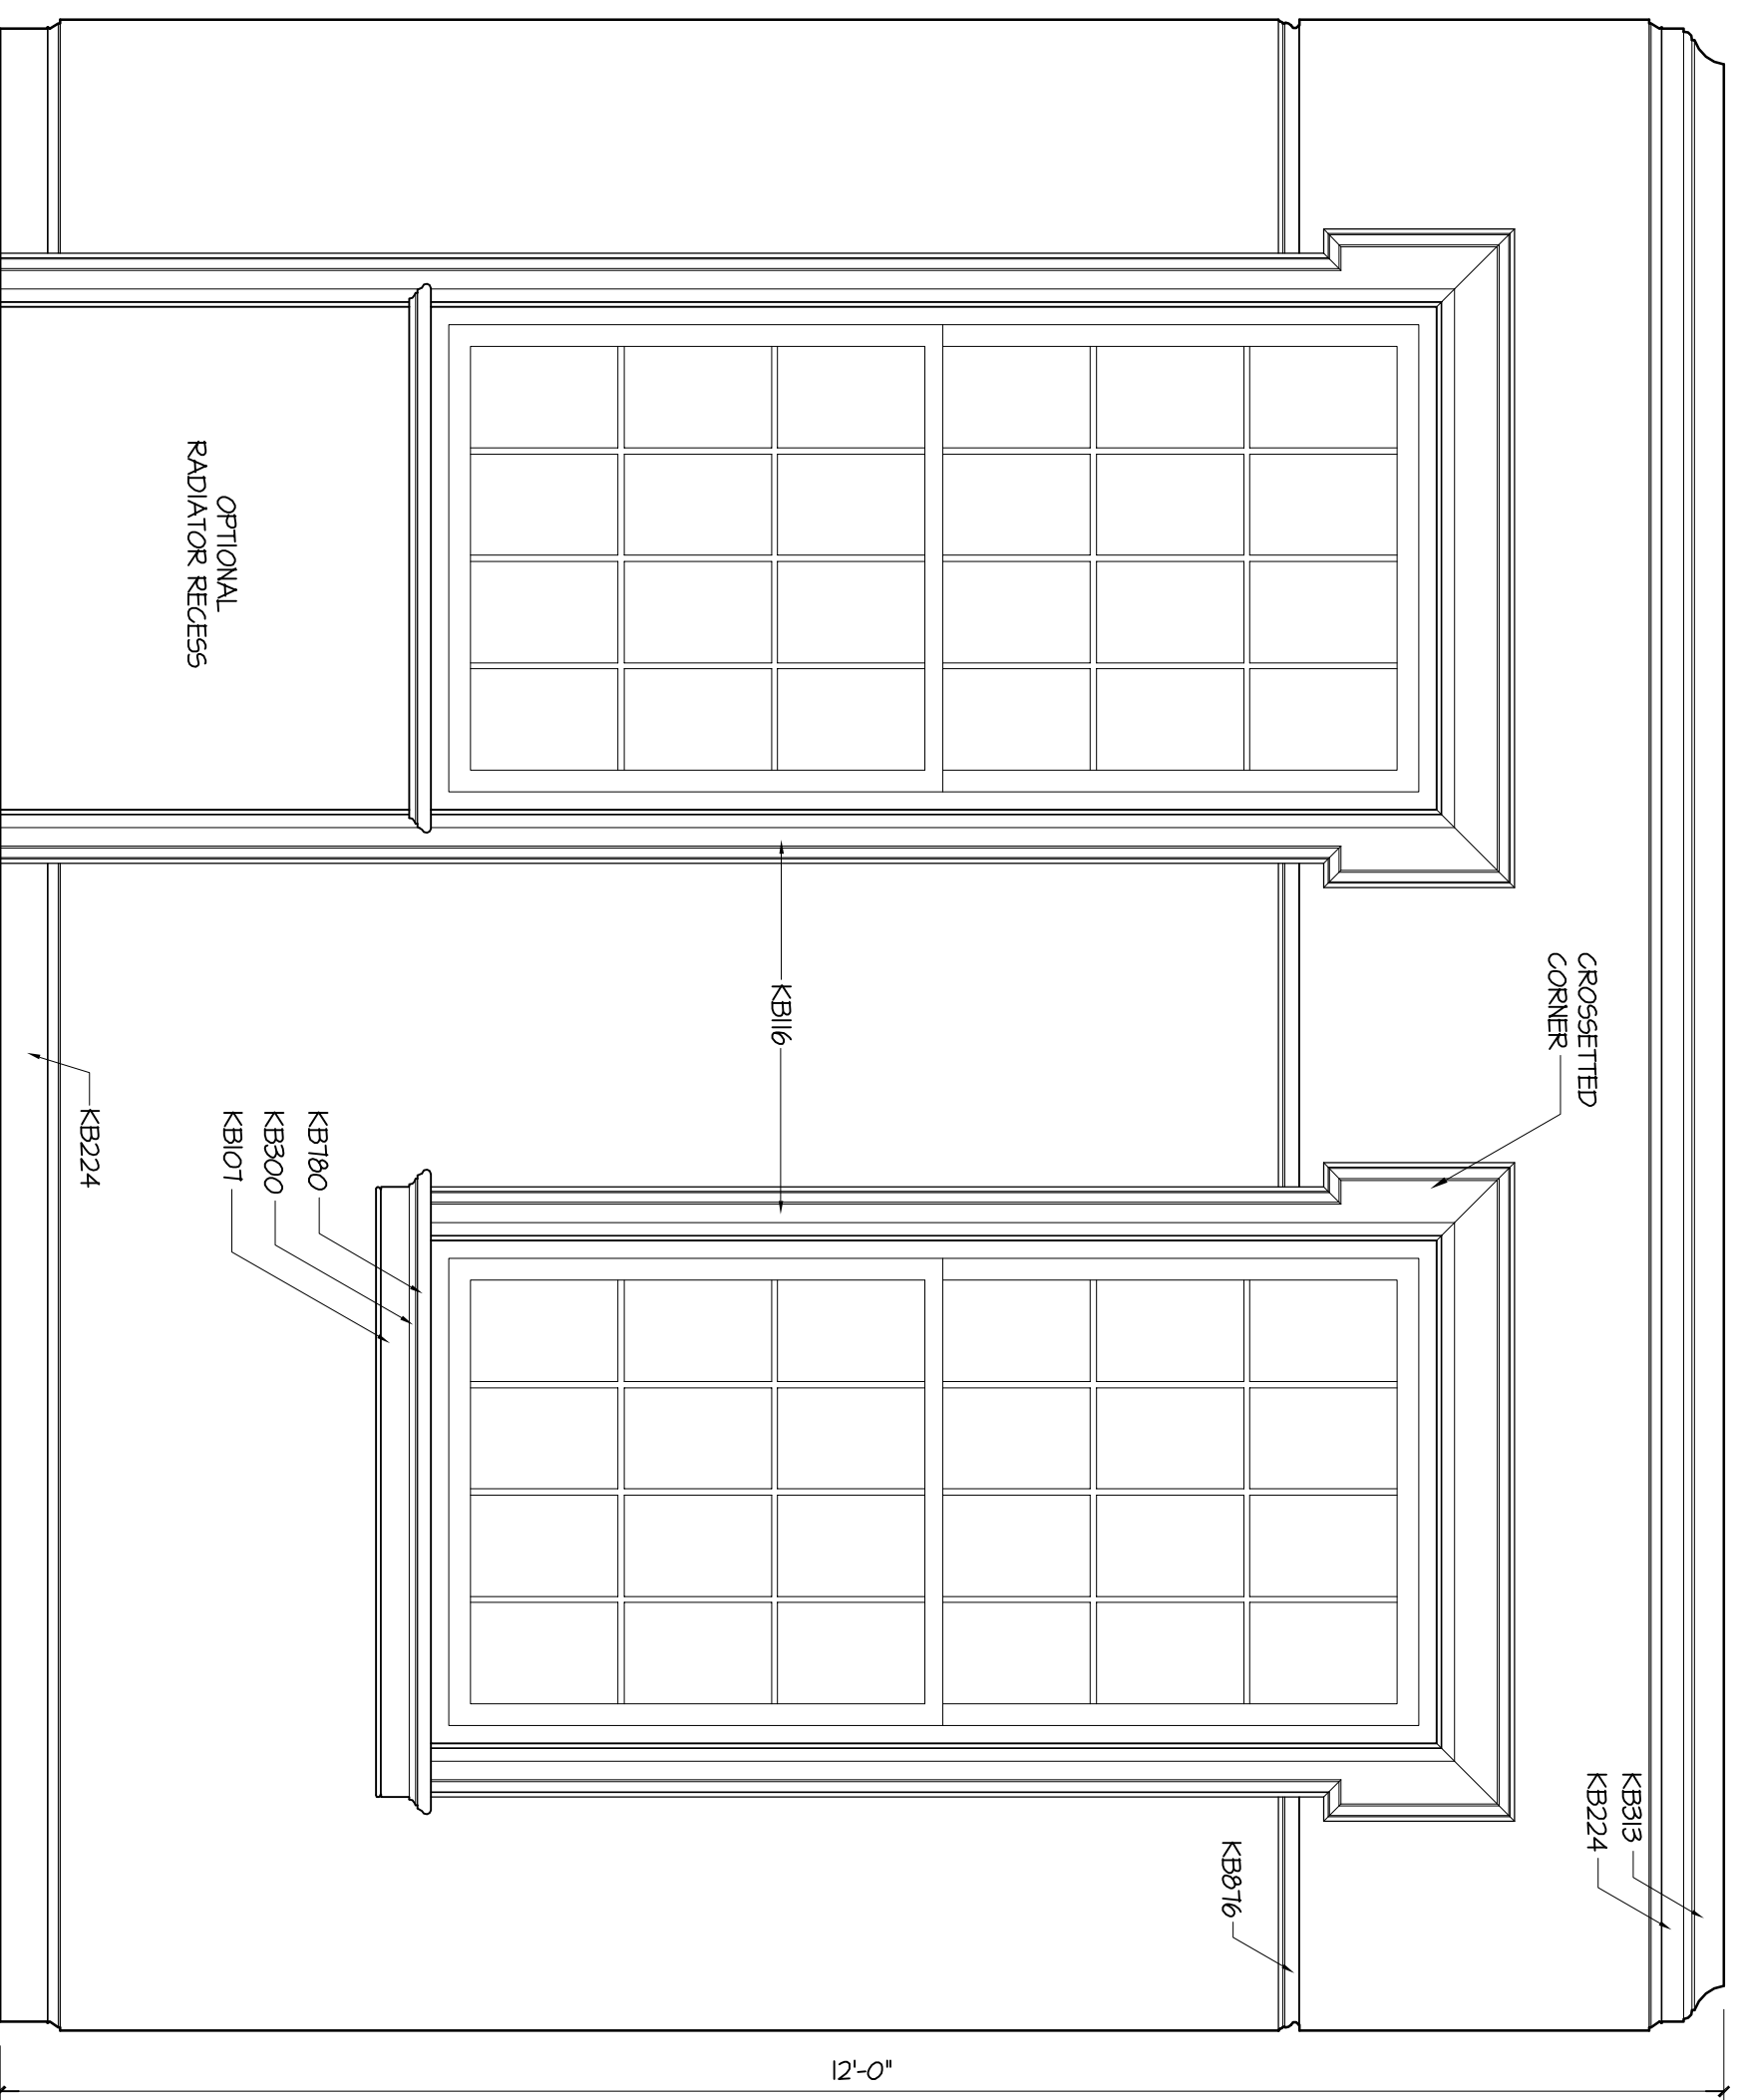 KB313
KB224
CROSSETTED
CORNER
KB876
KB116
KB780
KB300
KB107
OPTIONAL
RADIATOR RECESS
KB224
12'-0"